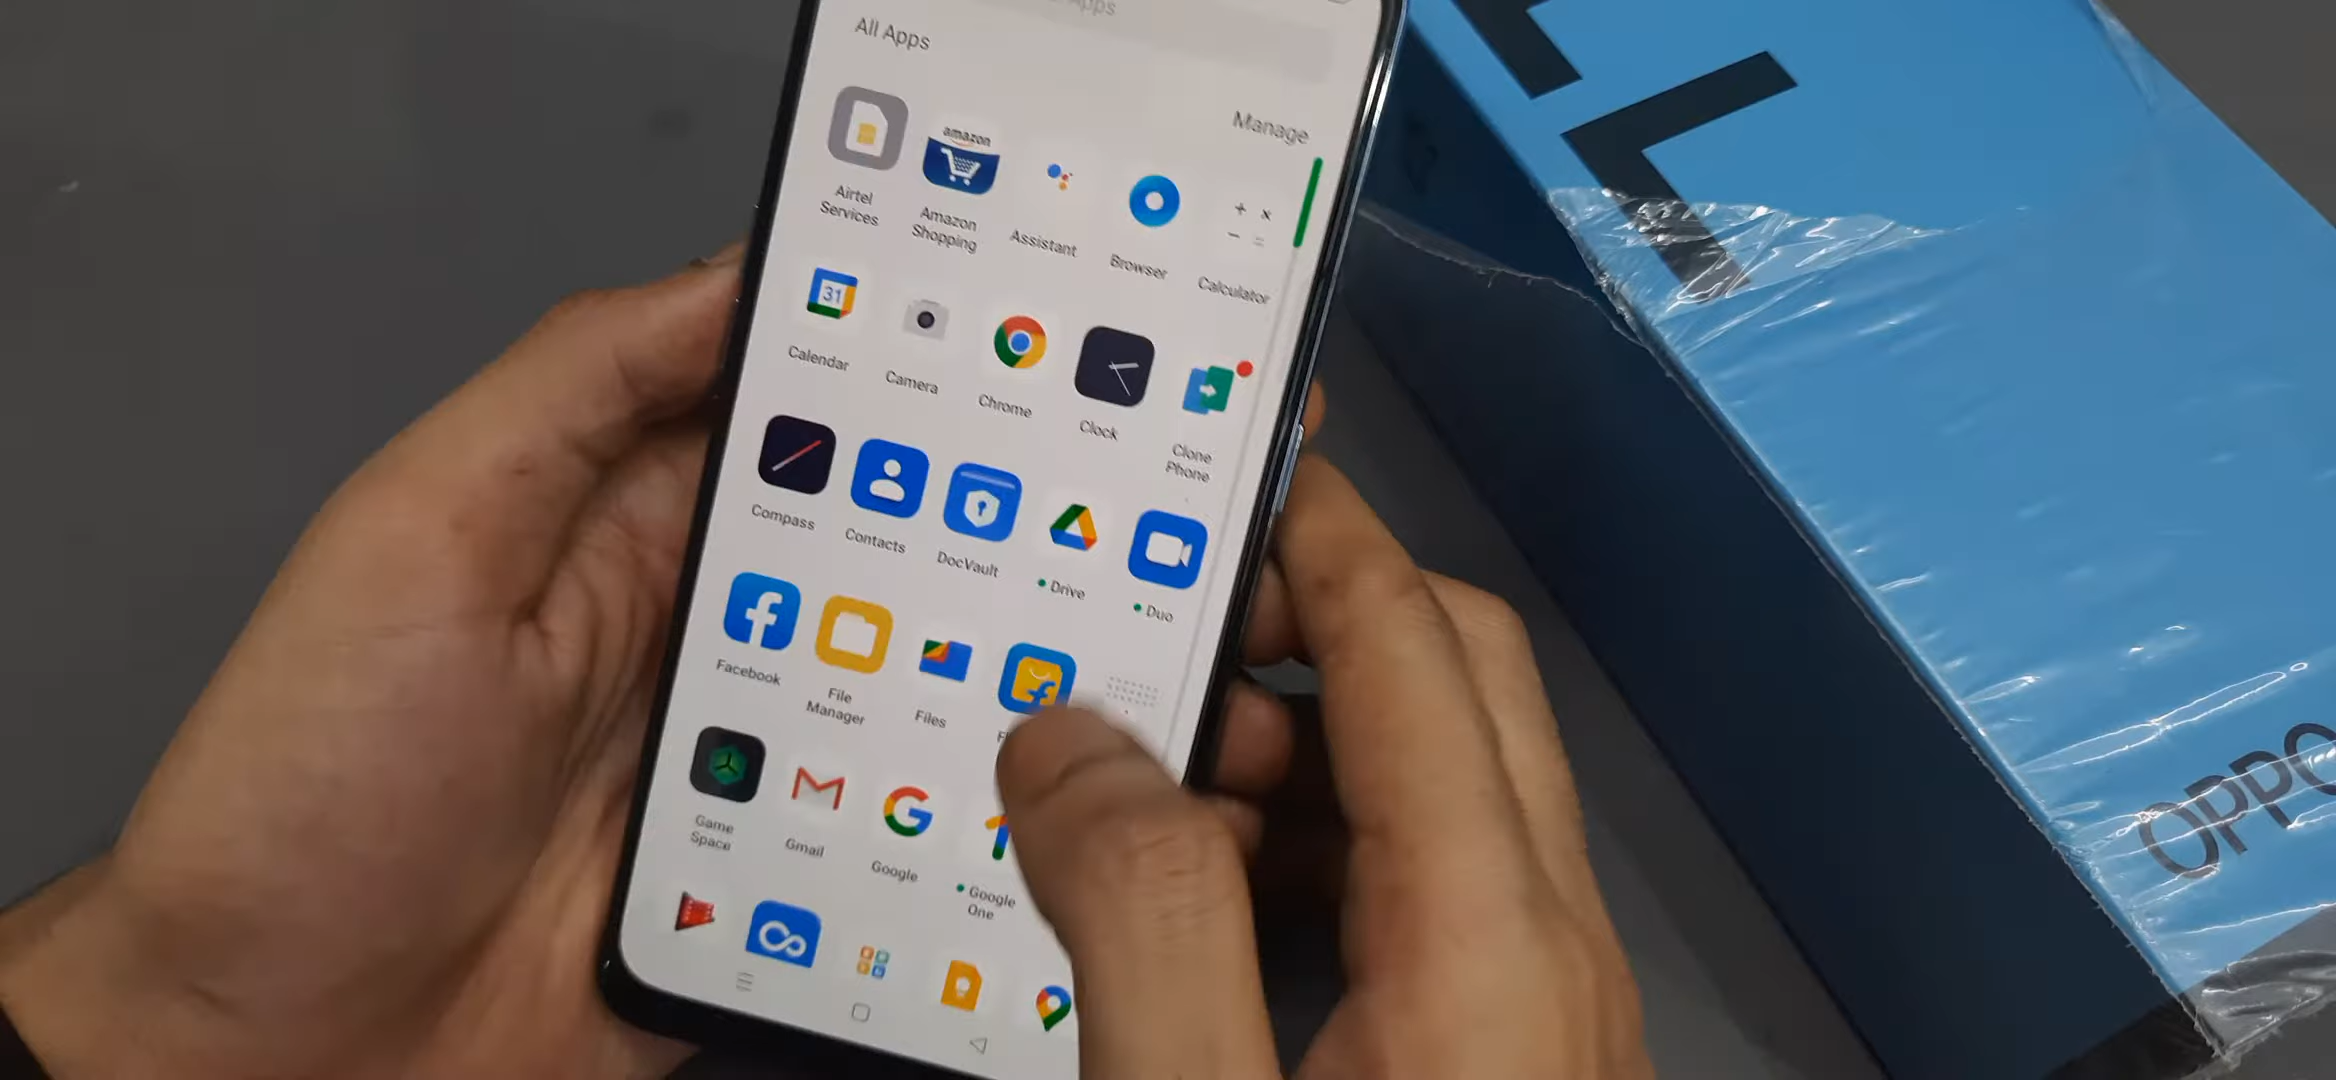 Apps
All Apps
Manage
amazon
Airtel
Services
Amazon
Shopping
Assistant
Browser
Calculator
31
Calendar
Camera
Chrome
Clock
Clone
Phone
Compass
Contacts
DocVault
Drive
Duo
Facebook
File
Manager
Files
Game
Space
Gmail
Google
Google
One
OPPO